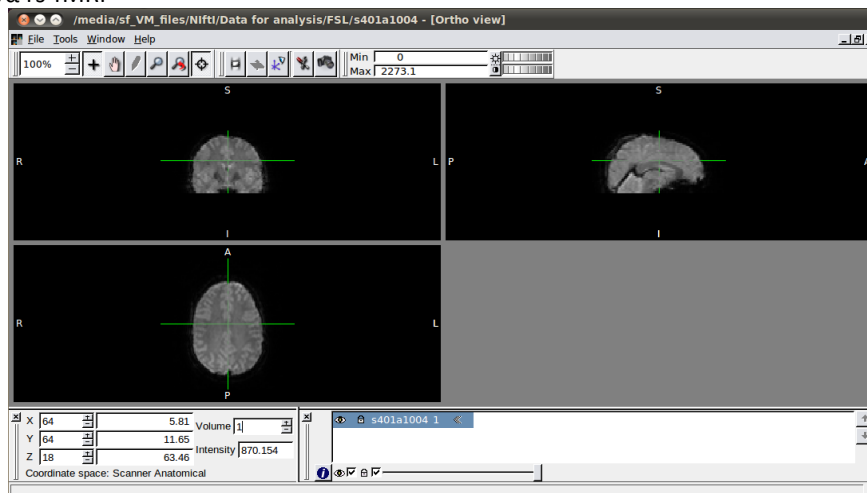 /media/sf_VM_files/NIftI/Data for analysis/FSL/s401a1004 - [Ortho view]
File Tools Window Help
100%
Min 0
Max 2273.1
S
S
R
L
P
A
I
I
A
R
L
P
X 64 5.81 Volume 1
Y 64 11.65
Z 18 63.46 Intensity 870.154
Coordinate space: Scanner Anatomical
s401a1004 1